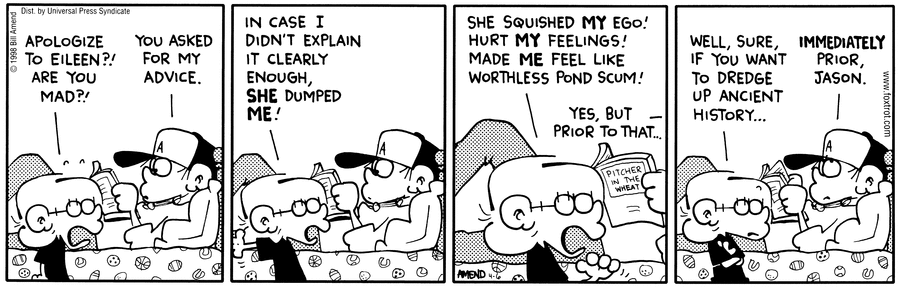 Dist. by Universal Press Syndicate
© 1998 Bill Amend
APOLOGIZE
TO EILEEN?!
ARE YOU
MAD?!
YOU ASKED
FOR MY
ADVICE.
A
IN CASE I
DIDN'T EXPLAIN
IT CLEARLY
ENOUGH,
SHE DUMPED
ME!
A
SHE SQUISHED MY EGO!
HURT MY FEELINGS!
MADE ME FEEL LIKE
WORTHLESS POND SCUM!
YES, BUT
PRIOR TO THAT...
PITCHER
IN THE
WHEAT
AMEND
WELL, SURE,
IF YOU WANT
TO DREDGE
UP ANCIENT
HISTORY...
IMMEDIATELY
PRIOR,
JASON.
www.foxtrot.com